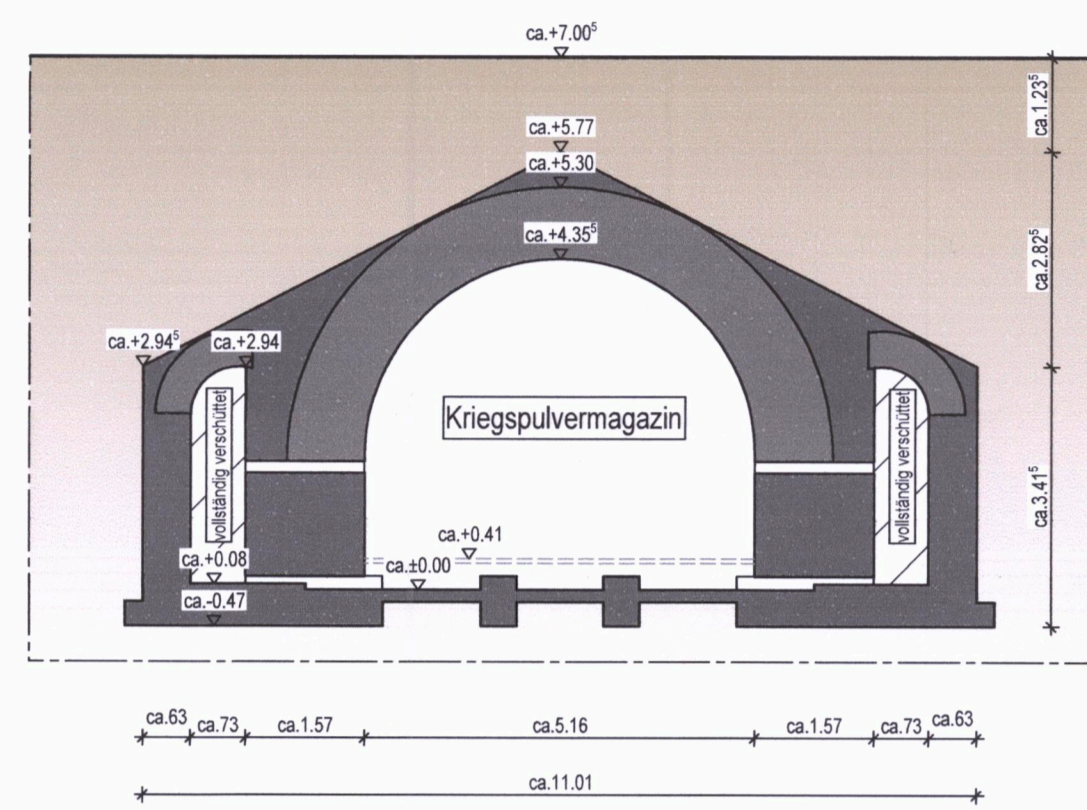 ca.+7.00⁵
ca.1.23⁵
ca.+5.77
ca.+5.30
ca.+4.35⁵
ca.2.82⁵
ca.+2.94⁵
ca.+2.94
vollständig verschüttet
Kriegspulvermagazin
vollständig verschüttet
ca.3.41⁵
ca.+0.41
ca.+0.08
ca.±0.00
ca.-0.47
ca.63 ca.73 ca.1.57 ca.5.16 ca.1.57 ca.73 ca.63
ca.11.01